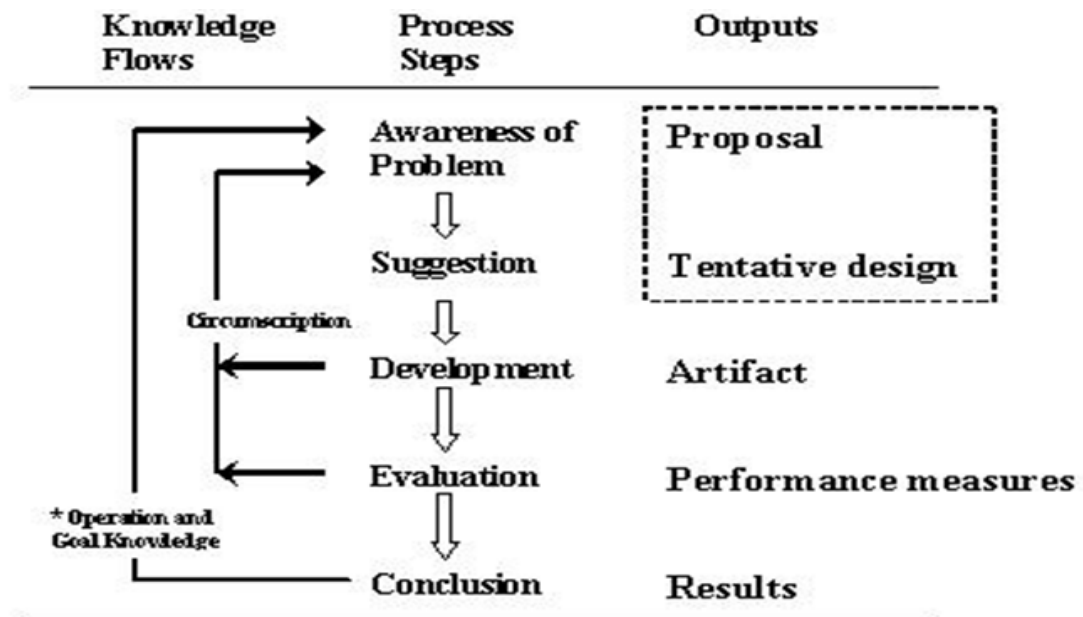 Knowledge Flows
Process Steps
Outputs
Awareness of Problem
Proposal
Suggestion
Tentative design
Circumscription
Development
Artifact
Evaluation
Performance measures
* Operation and
Goal Knowledge
Conclusion
Results